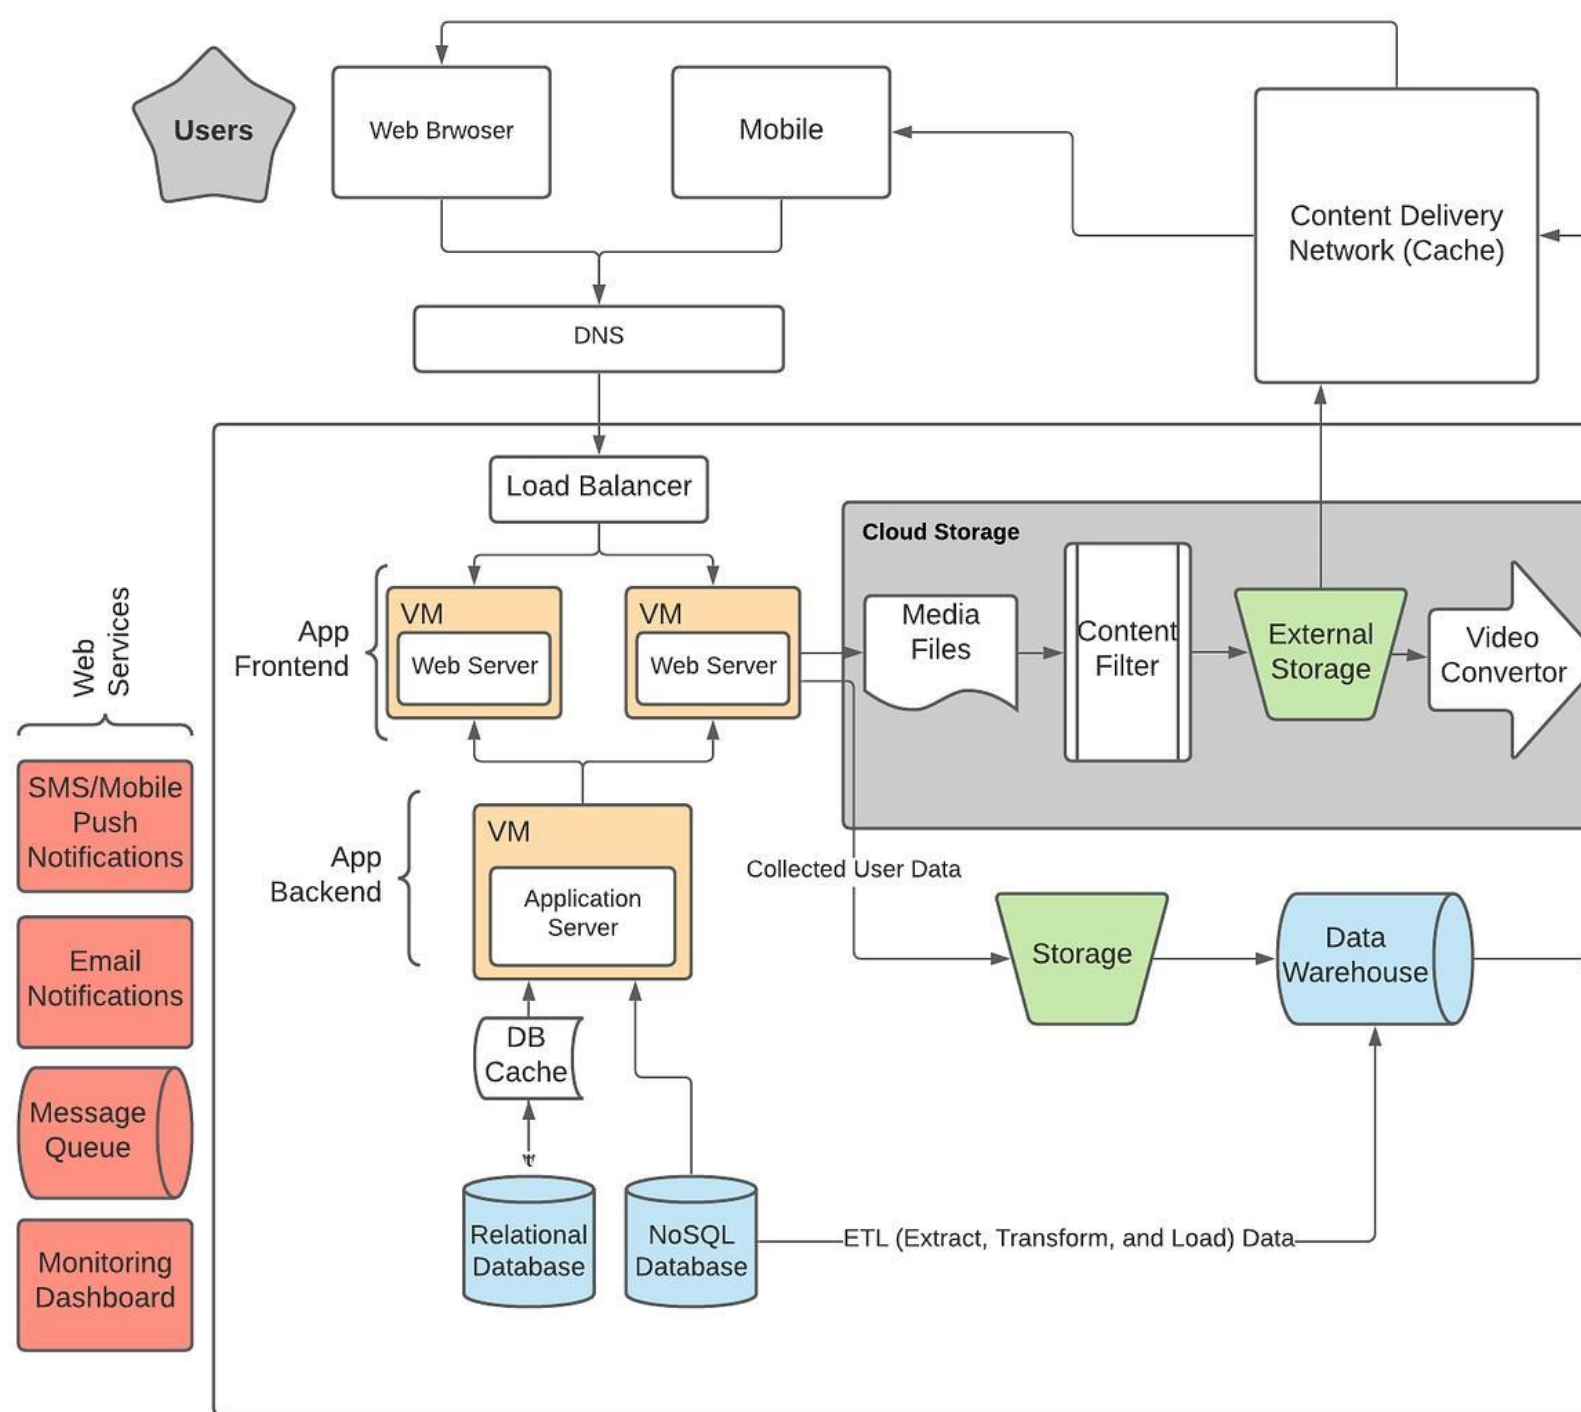 Users
Web Brwoser
Mobile
Content Delivery
Network (Cache)
DNS
Load Balancer
Cloud Storage
App
Frontend
VM
Web Server
VM
Web Server
Media
Files
Content
Filter
External
Storage
Video
Convertor
Web
Services
SMS/Mobile
Push
Notifications
Email
Notifications
Message
Queue
Monitoring
Dashboard
App
Backend
VM
Application
Server
Collected User Data
Storage
Data
Warehouse
DB
Cache
Relational
Database
NoSQL
Database
ETL (Extract, Transform, and Load) Data